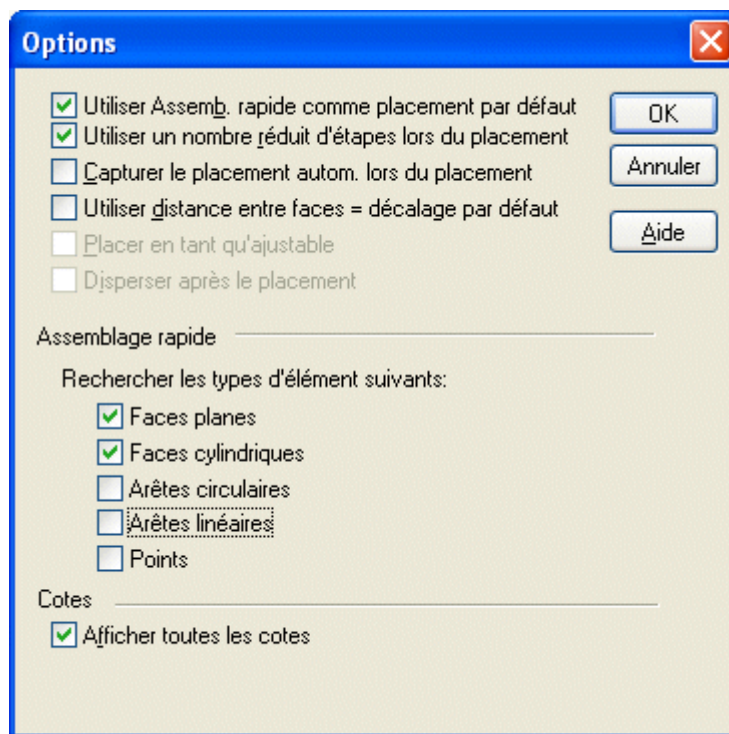 Options
Utiliser Assemb. rapide comme placement par défaut
Utiliser un nombre réduit d'étapes lors du placement
Capturer le placement autom. lors du placement
Utiliser distance entre faces = décalage par défaut
Placer en tant qu'ajustable
Disperser après le placement
OK
Annuler
Aide
Assemblage rapide
Rechercher les types d'élément suivants:
Faces planes
Faces cylindriques
Arêtes circulaires
Arêtes linéaires
Points
Cotes
Afficher toutes les cotes